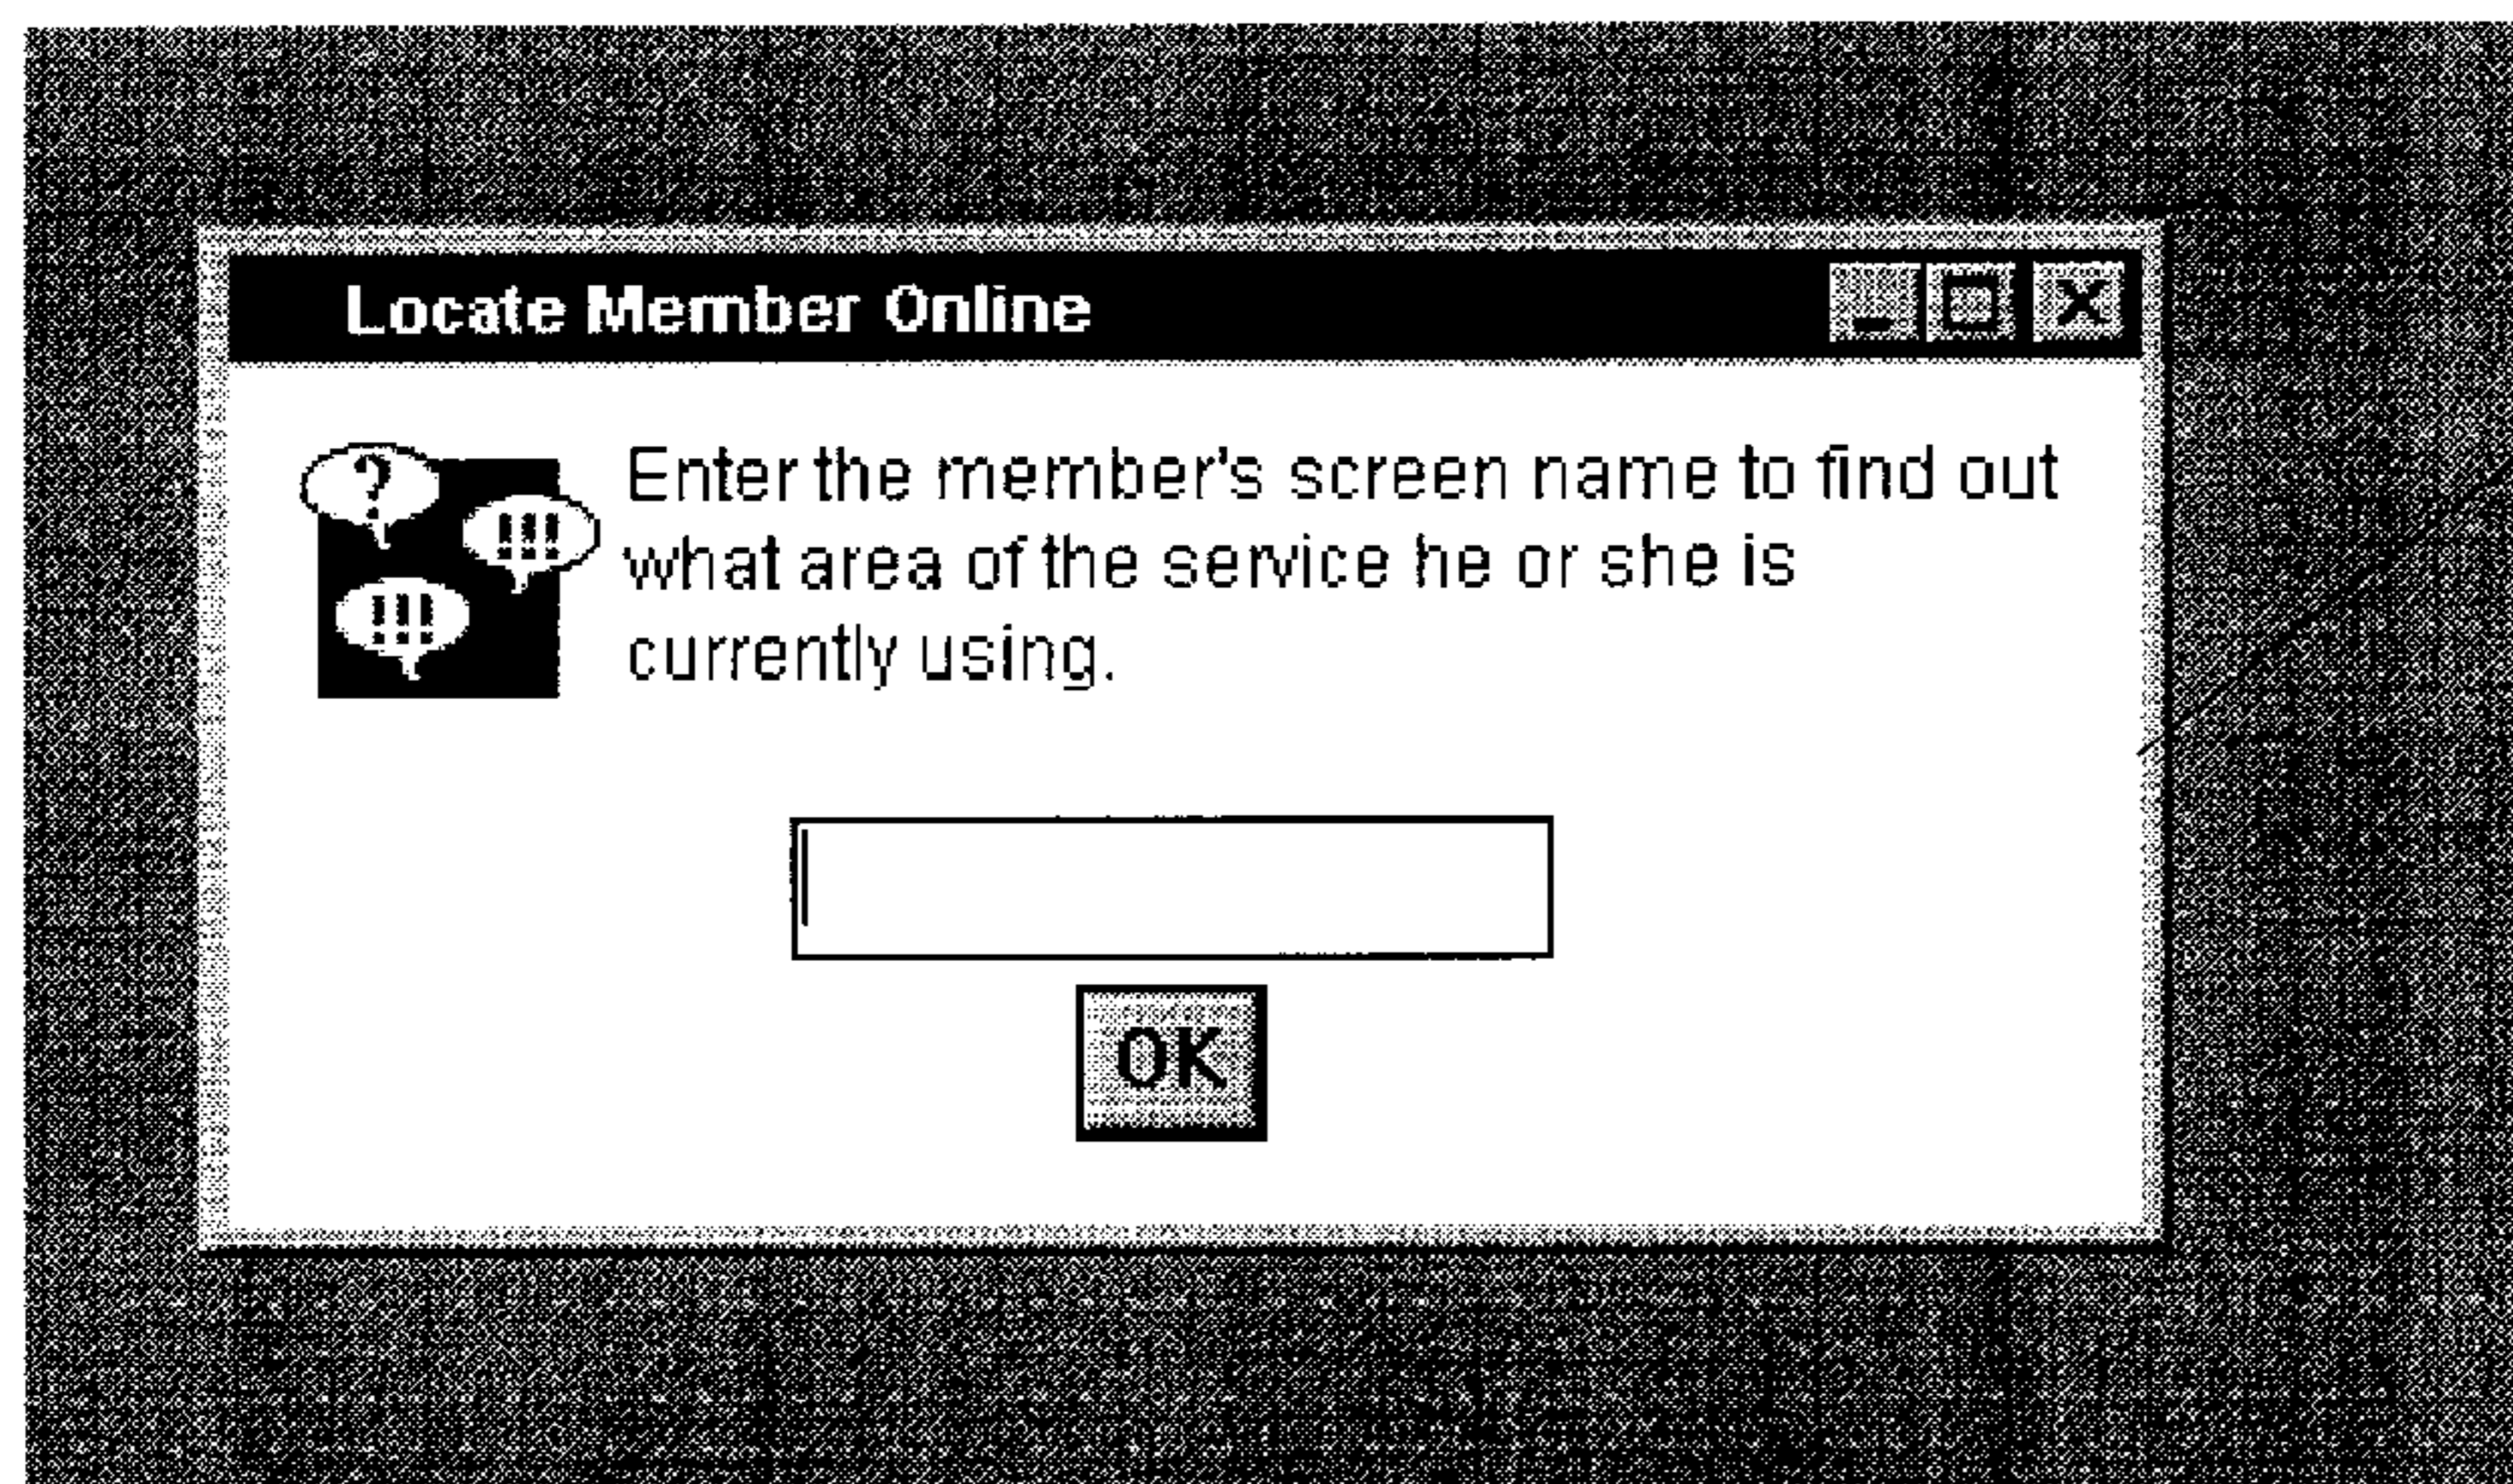 Locate Member Online
?
!!!
!!!
Enter the member's screen name to find out
what area of the service he or she is
currently using.
OK